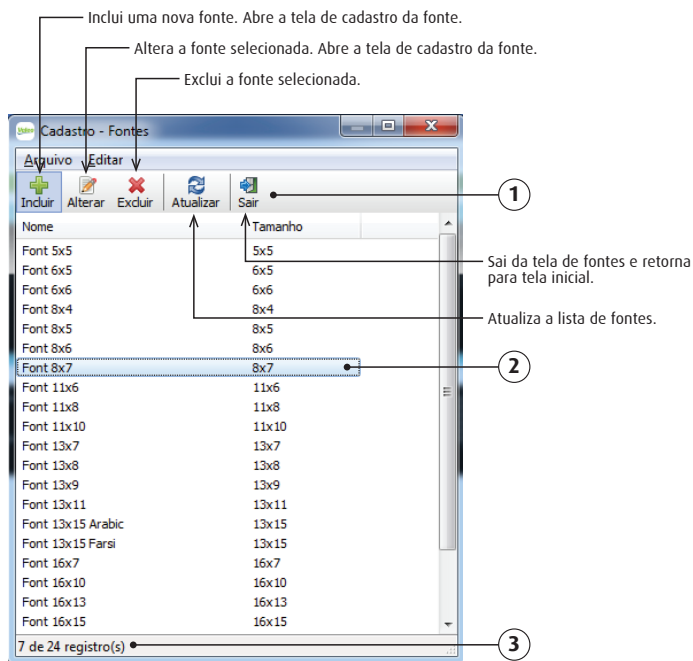 Inclui uma nova fonte. Abre a tela de cadastro da fonte.
Altera a fonte selecionada. Abre a tela de cadastro da fonte.
Exclui a fonte selecionada.
Cadastro - Fontes
Arquivo Editar
Incluir Alterar Excluir Atualizar Sair
1
Nome Tamanho
Font 5x5 5x5
Font 6x5 6x5
Sai da tela de fontes e retorna
para tela inicial.
Font 6x6 6x6
Font 8x4 8x4
Atualiza a lista de fontes.
Font 8x5 8x5
Font 8x6 8x6
Font 8x7 8x7
2
Font 11x6 11x6
Font 11x8 11x8
Font 11x10 11x10
Font 13x7 13x7
Font 13x8 13x8
Font 13x9 13x9
Font 13x11 13x11
Font 13x15 Arabic 13x15
Font 13x15 Farsi 13x15
Font 16x7 16x7
Font 16x10 16x10
Font 16x13 16x13
Font 16x15 16x15
7 de 24 registro(s)
3